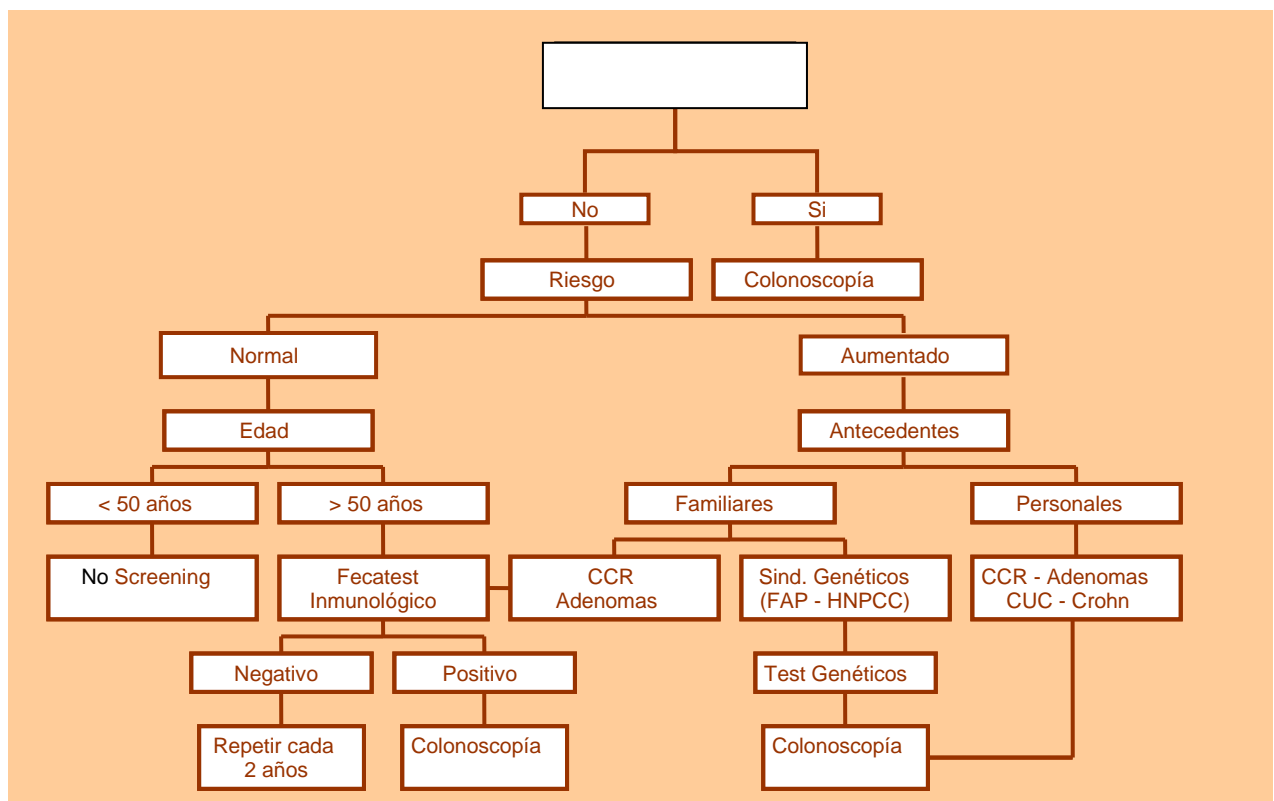 No
Si
Riesgo
Colonoscopía
Normal
Aumentado
Edad
Antecedentes
< 50 años
> 50 años
Familiares
Personales
No Screening
Fecatest
Inmunológico
CCR
Adenomas
Sind. Genéticos
(FAP - HNPCC)
CCR - Adenomas
CUC - Crohn
Negativo
Positivo
Test Genéticos
Repetir cada
2 años
Colonoscopía
Colonoscopía